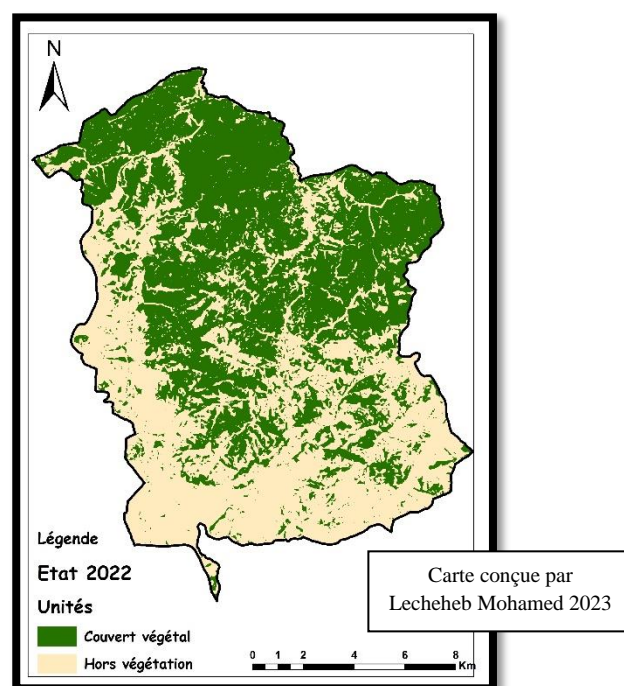 N
Légende
Etat 2022
Unités
Couvert végétal
Hors végétation
0 1 2 4 6 8
Km
Carte conçue par
Lecheheb Mohamed 2023